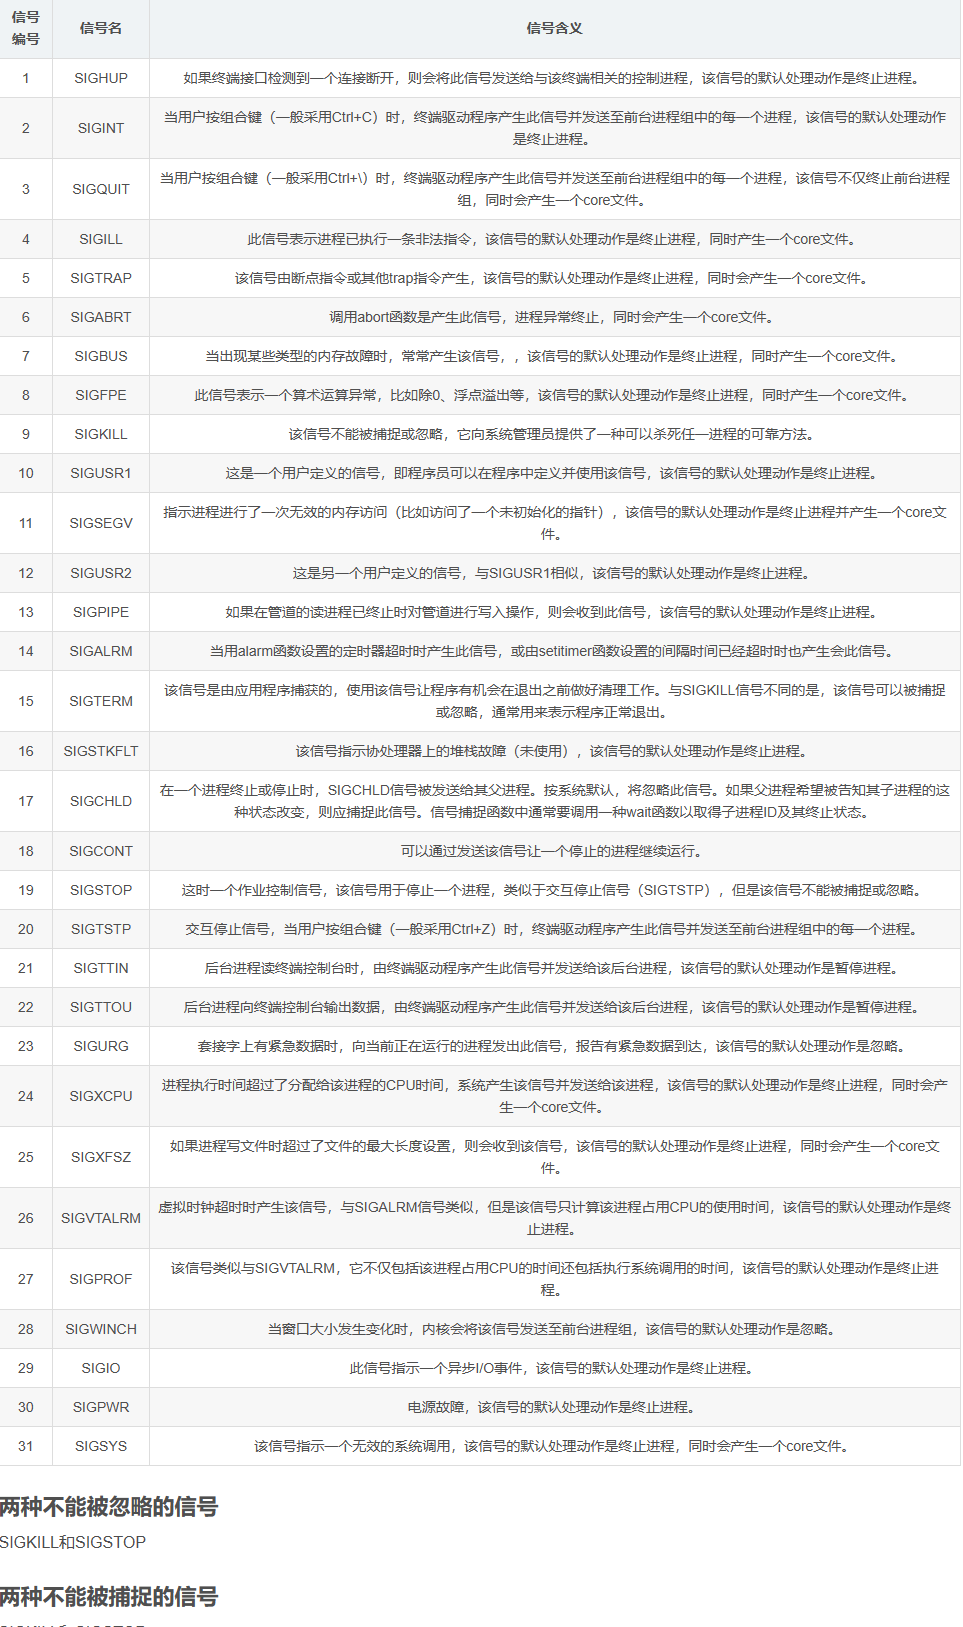 信号编号 信号名 信号含义
1 SIGHUP 如果终端接口检测到一个连接断开，则会将此信号发送给与该终端相关的控制进程，该信号的默认处理动作是终止进程。
2 SIGINT 当用户按组合键（一般采用Ctrl+C）时，终端驱动程序产生此信号并发送至前台进程组中的每一个进程，该信号的默认处理动作
是终止进程。
3 SIGQUIT 当用户按组合键（一般采用Ctrl+\）时，终端驱动程序产生此信号并发送至前台进程组中的每一个进程，该信号不仅终止前台进程
组，同时会产生一个core文件。
4 SIGILL 此信号表示进程已执行一条非法指令，该信号的默认处理动作是终止进程，同时产生一个core文件。
5 SIGTRAP 该信号由断点指令或其他trap指令产生，该信号的默认处理动作是终止进程，同时会产生一个core文件。
6 SIGABRT 调用abort函数是产生此信号，进程异常终止，同时会产生一个core文件。
7 SIGBUS 当出现某些类型的内存故障时，常常产生该信号，，该信号的默认处理动作是终止进程，同时产生一个core文件。
8 SIGFPE 此信号表示一个算术运算异常，比如除0、浮点溢出等，该信号的默认处理动作是终止进程，同时产生一个core文件。
9 SIGKILL 该信号不能被捕捉或忽略，它向系统管理员提供了一种可以杀死任一进程的可靠方法。
10 SIGUSR1 这是一个用户定义的信号，即程序员可以在程序中定义并使用该信号，该信号的默认处理动作是终止进程。
11 SIGSEGV 指示进程进行了一次无效的内存访问（比如访问了一个未初始化的指针），该信号的默认处理动作是终止进程并产生一个core文
件。
12 SIGUSR2 这是另一个用户定义的信号，与SIGUSR1相似，该信号的默认处理动作是终止进程。
13 SIGPIPE 如果在管道的读进程已终止时对管道进行写入操作，则会收到此信号，该信号的默认处理动作是终止进程。
14 SIGALRM 当用alarm函数设置的定时器超时时产生此信号，或由setitimer函数设置的间隔时间已经超时时也产生会此信号。
15 SIGTERM 该信号是由应用程序捕获的，使用该信号让程序有机会在退出之前做好清理工作。与SIGKILL信号不同的是，该信号可以被捕捉
或忽略，通常用来表示程序正常退出。
16 SIGSTKFLT 该信号指示协处理器上的堆栈故障（未使用），该信号的默认处理动作是终止进程。
17 SIGCHLD 在一个进程终止或停止时，SIGCHLD信号被发送给其父进程。按系统默认，将忽略此信号。如果父进程希望被告知其子进程的这
种状态改变，则应捕捉此信号。信号捕捉函数中通常要调用一种wait函数以取得子进程ID及其终止状态。
18 SIGCONT 可以通过发送该信号让一个停止的进程继续运行。
19 SIGSTOP 这时一个作业控制信号，该信号用于停止一个进程，类似于交互停止信号（SIGTSTP），但是该信号不能被捕捉或忽略。
20 SIGTSTP 交互停止信号，当用户按组合键（一般采用Ctrl+Z）时，终端驱动程序产生此信号并发送至前台进程组中的每一个进程。
21 SIGTTIN 后台进程读终端控制台时，由终端驱动程序产生此信号并发送给该后台进程，该信号的默认处理动作是暂停进程。
22 SIGTTOU 后台进程向终端控制台输出数据，由终端驱动程序产生此信号并发送给该后台进程，该信号的默认处理动作是暂停进程。
23 SIGURG 套接字上有紧急数据时，向当前正在运行的进程发出此信号，报告有紧急数据到达，该信号的默认处理动作是忽略。
24 SIGXCPU 进程执行时间超过了分配给该进程的CPU时间，系统产生该信号并发送给该进程，该信号的默认处理动作是终止进程，同时会产
生一个core文件。
25 SIGXFSZ 如果进程写文件时超过了文件的最大长度设置，则会收到该信号，该信号的默认处理动作是终止进程，同时会产生一个core文
件。
26 SIGVTALRM 虚拟时钟超时时产生该信号，与SIGALRM信号类似，但是该信号只计算该进程占用CPU的使用时间，该信号的默认处理动作是终
止进程。
27 SIGPROF 该信号类似与SIGVTALRM，它不仅包括该进程占用CPU的时间还包括执行系统调用的时间，该信号的默认处理动作是终止进
程。
28 SIGWINCH 当窗口大小发生变化时，内核会将该信号发送至前台进程组，该信号的默认处理动作是忽略。
29 SIGIO 此信号指示一个异步I/O事件，该信号的默认处理动作是终止进程。
30 SIGPWR 电源故障，该信号的默认处理动作是终止进程。
31 SIGSYS 该信号指示一个无效的系统调用，该信号的默认处理动作是终止进程，同时会产生一个core文件。
两种不能被忽略的信号
SIGKILL和SIGSTOP
两种不能被捕捉的信号